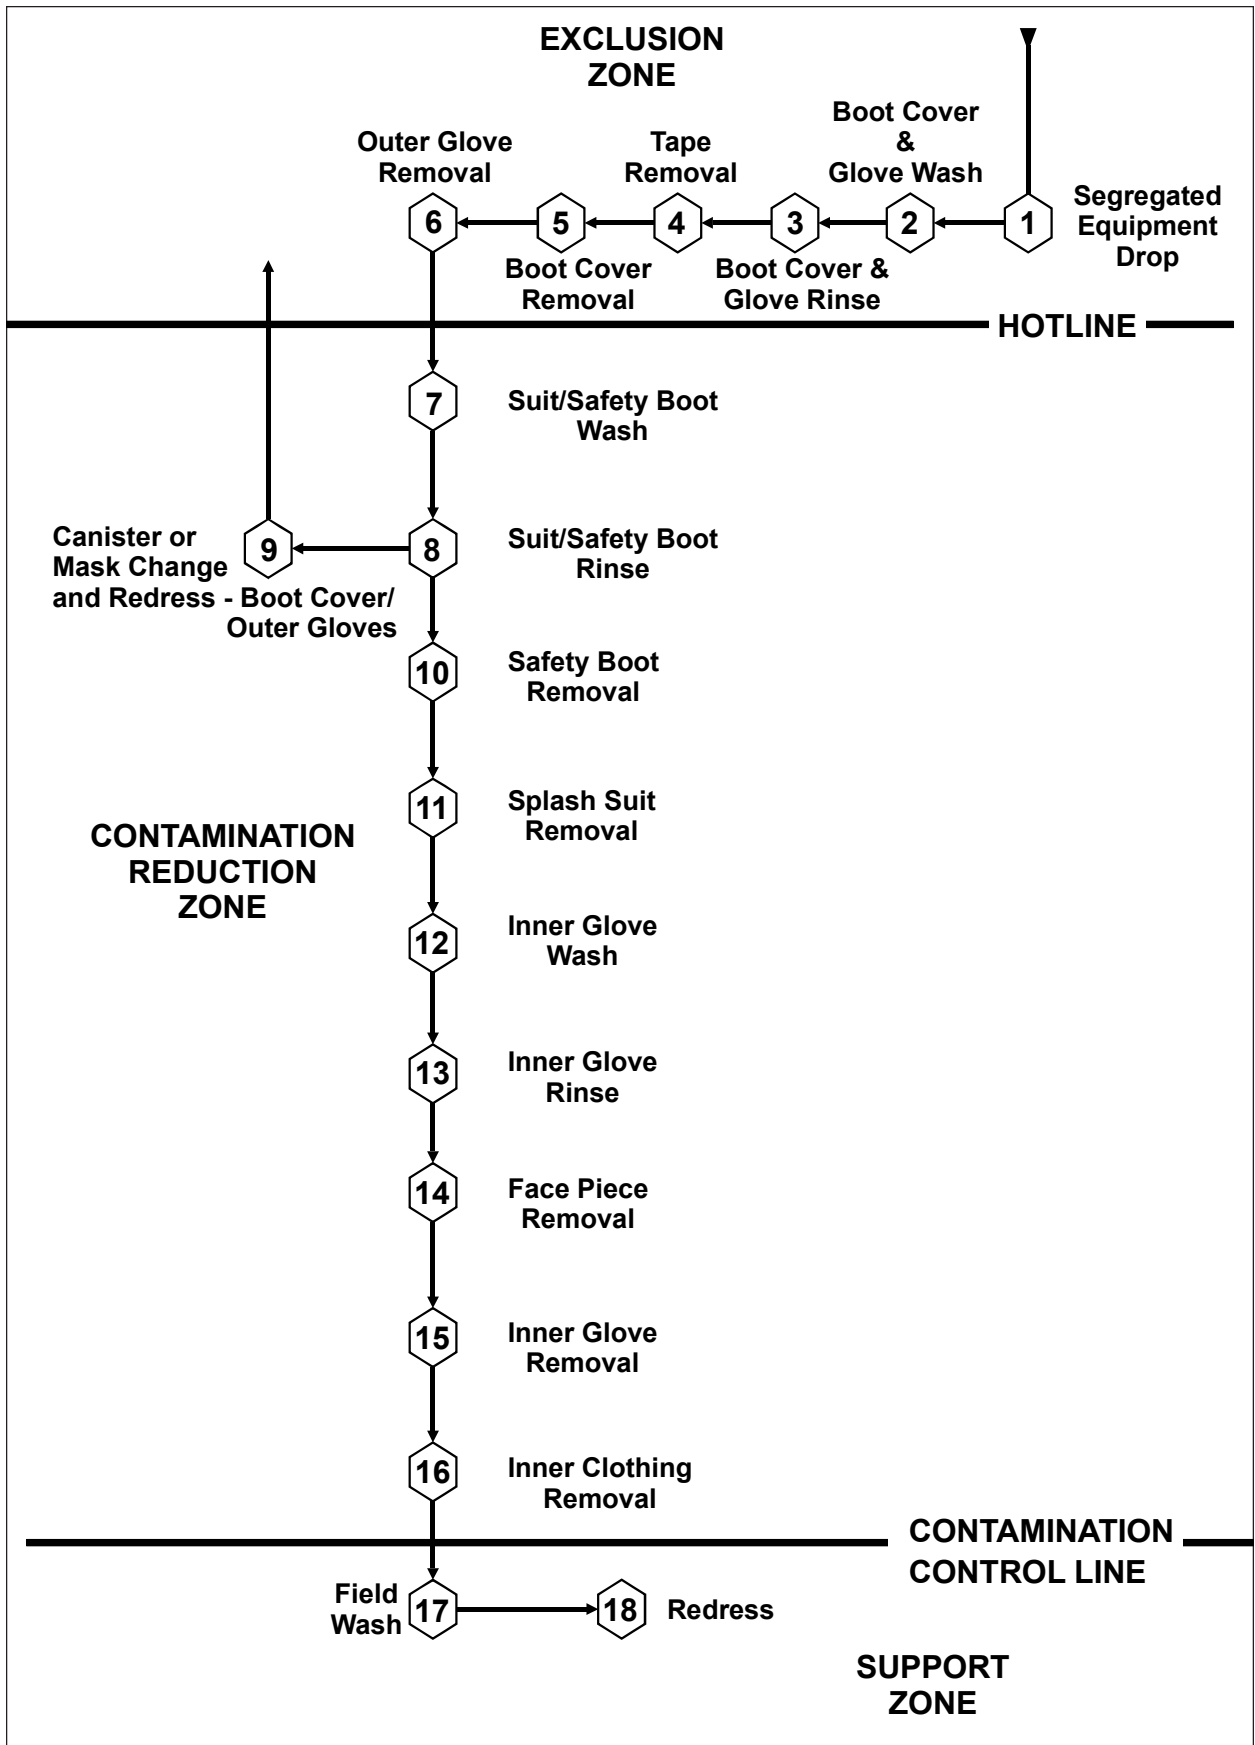 EXCLUSION
ZONE
Boot Cover
&
Glove Wash
Outer Glove
Removal
Tape
Removal
6
5
4
3
2
1
Segregated
Equipment
Drop
Boot Cover
Removal
Boot Cover &
Glove Rinse
HOTLINE
7
Suit/Safety Boot
Wash
Canister or
Mask Change
and Redress - Boot Cover/
Outer Gloves
9
8
Suit/Safety Boot
Rinse
10
Safety Boot
Removal
11
Splash Suit
Removal
CONTAMINATION
REDUCTION
ZONE
12
Inner Glove
Wash
13
Inner Glove
Rinse
14
Face Piece
Removal
15
Inner Glove
Removal
16
Inner Clothing
Removal
CONTAMINATION
CONTROL LINE
Field
Wash
17
18
Redress
SUPPORT
ZONE